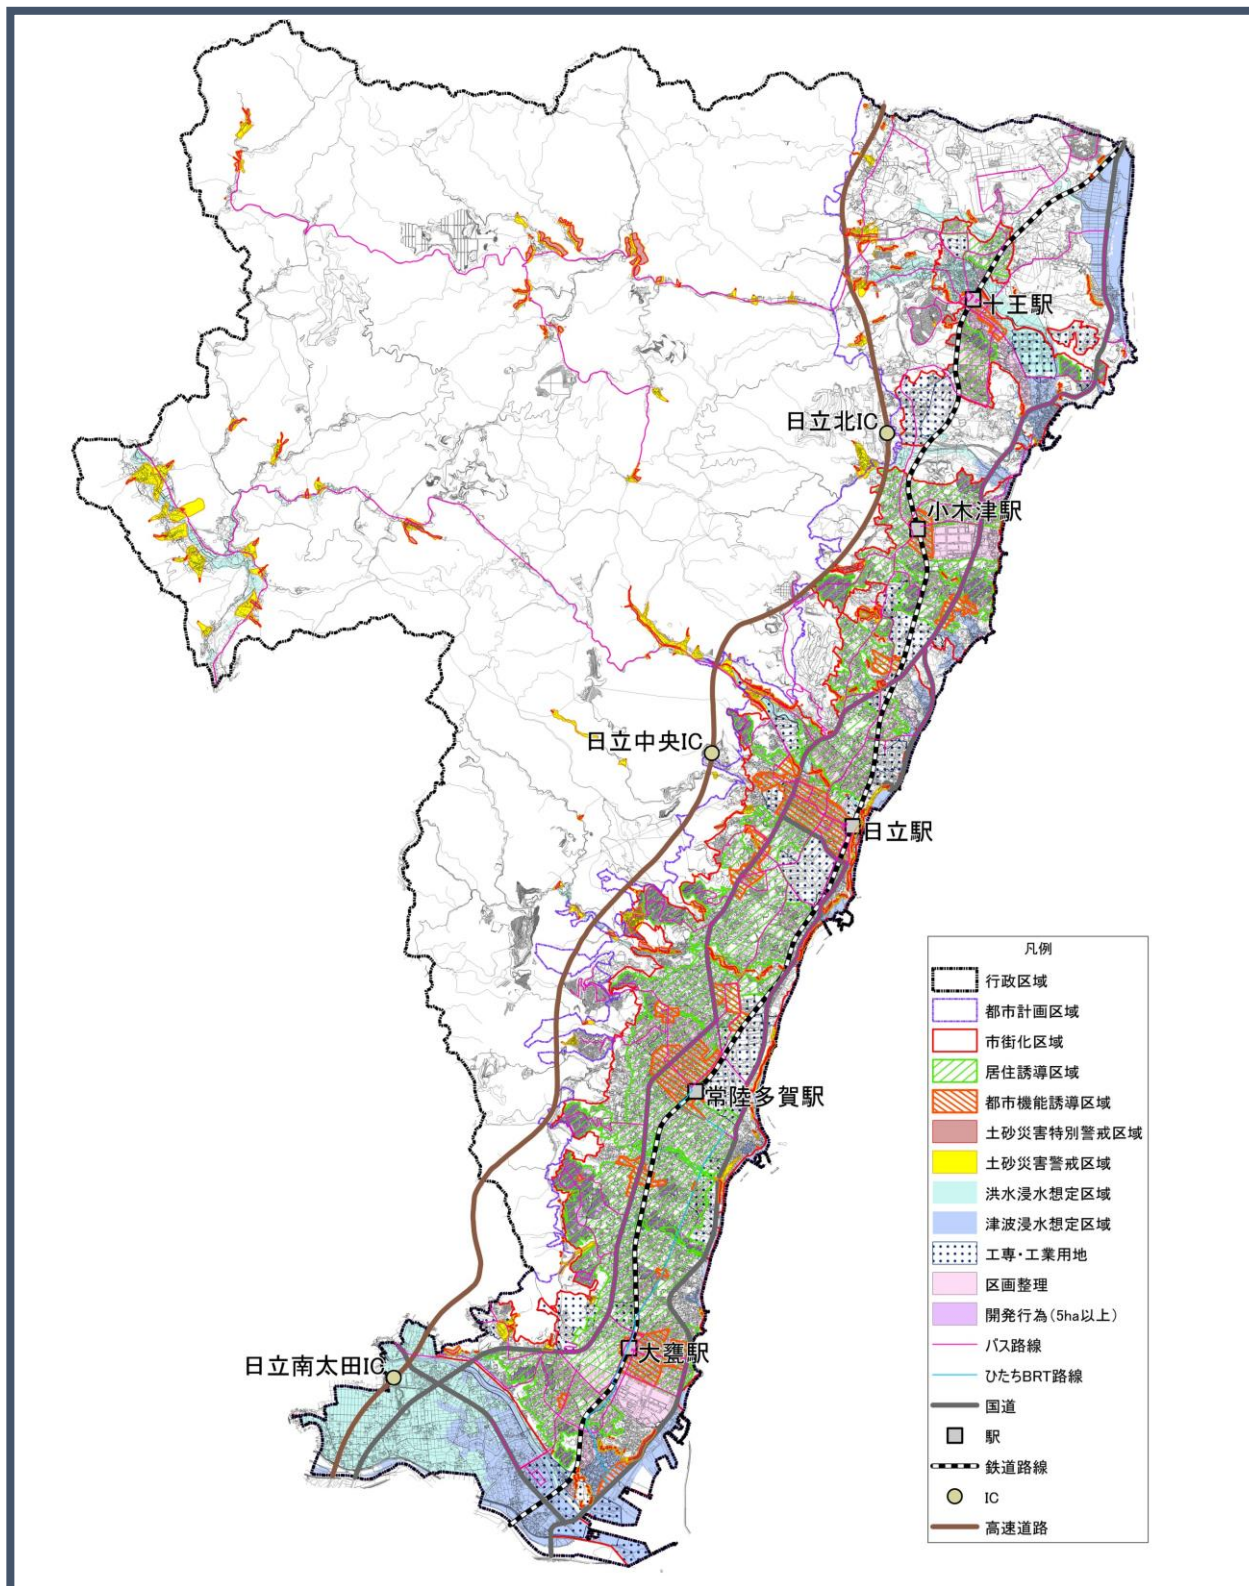 十王駅
日立北IC
小木津駅
日立中央IC
日立駅
常陸多賀駅
大甕駅
日立南太田IC
凡例
行政区域
都市計画区域
市街化区域
居住誘導区域
都市機能誘導区域
土砂災害特別警戒区域
土砂災害警戒区域
洪水浸水想定区域
津波浸水想定区域
工専・工業用地
区画整理
開発行為(5ha以上)
バス路線
ひたちBRT路線
国道
駅
鉄道路線
IC
高速道路